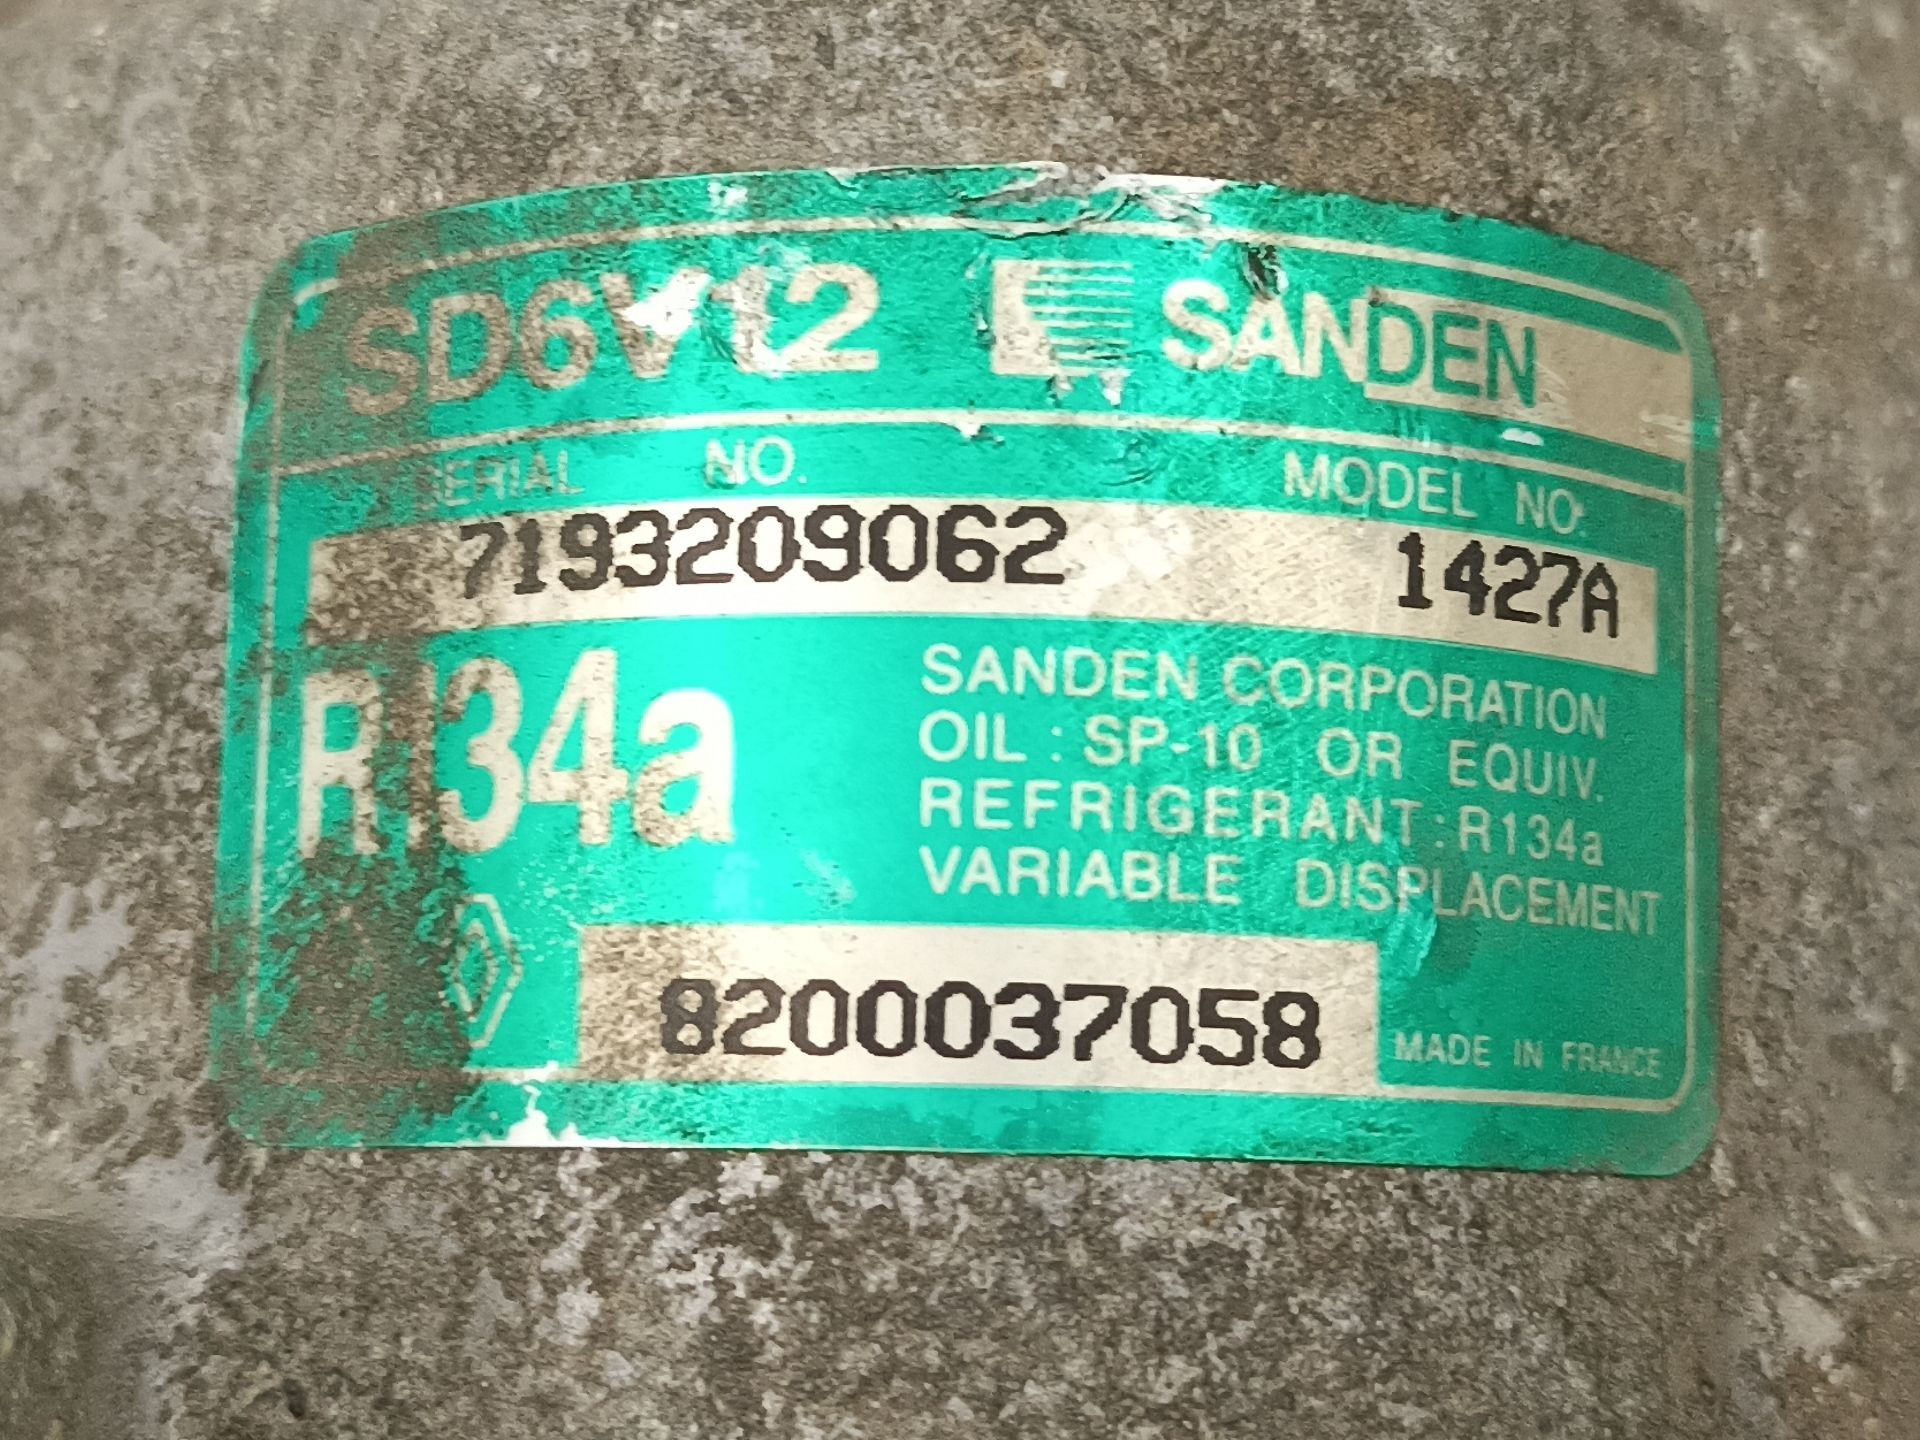 SD6V12 SANDEN
SERIAL NO. MODEL NO.
7193209062 1427A
R134a
SANDEN CORPORATION
OIL : SP-10 OR EQUIV.
REFRIGERANT : R134a
VARIABLE DISPLACEMENT
8200037058
MADE IN FRANCE